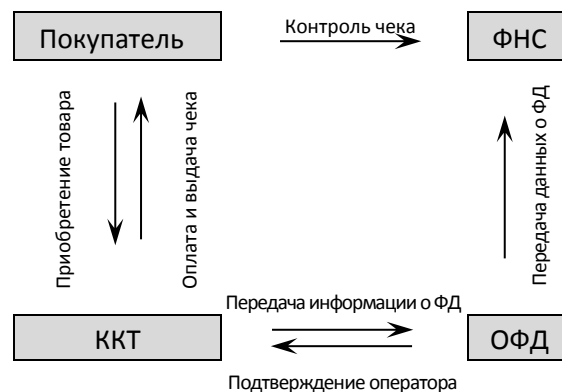 Покупатель
Контроль чека
ФНС
Приобретение товара
Оплата и выдача чека
Передача данных о ФД
Передача информации о ФД
ККТ
ОФД
Подтверждение оператора